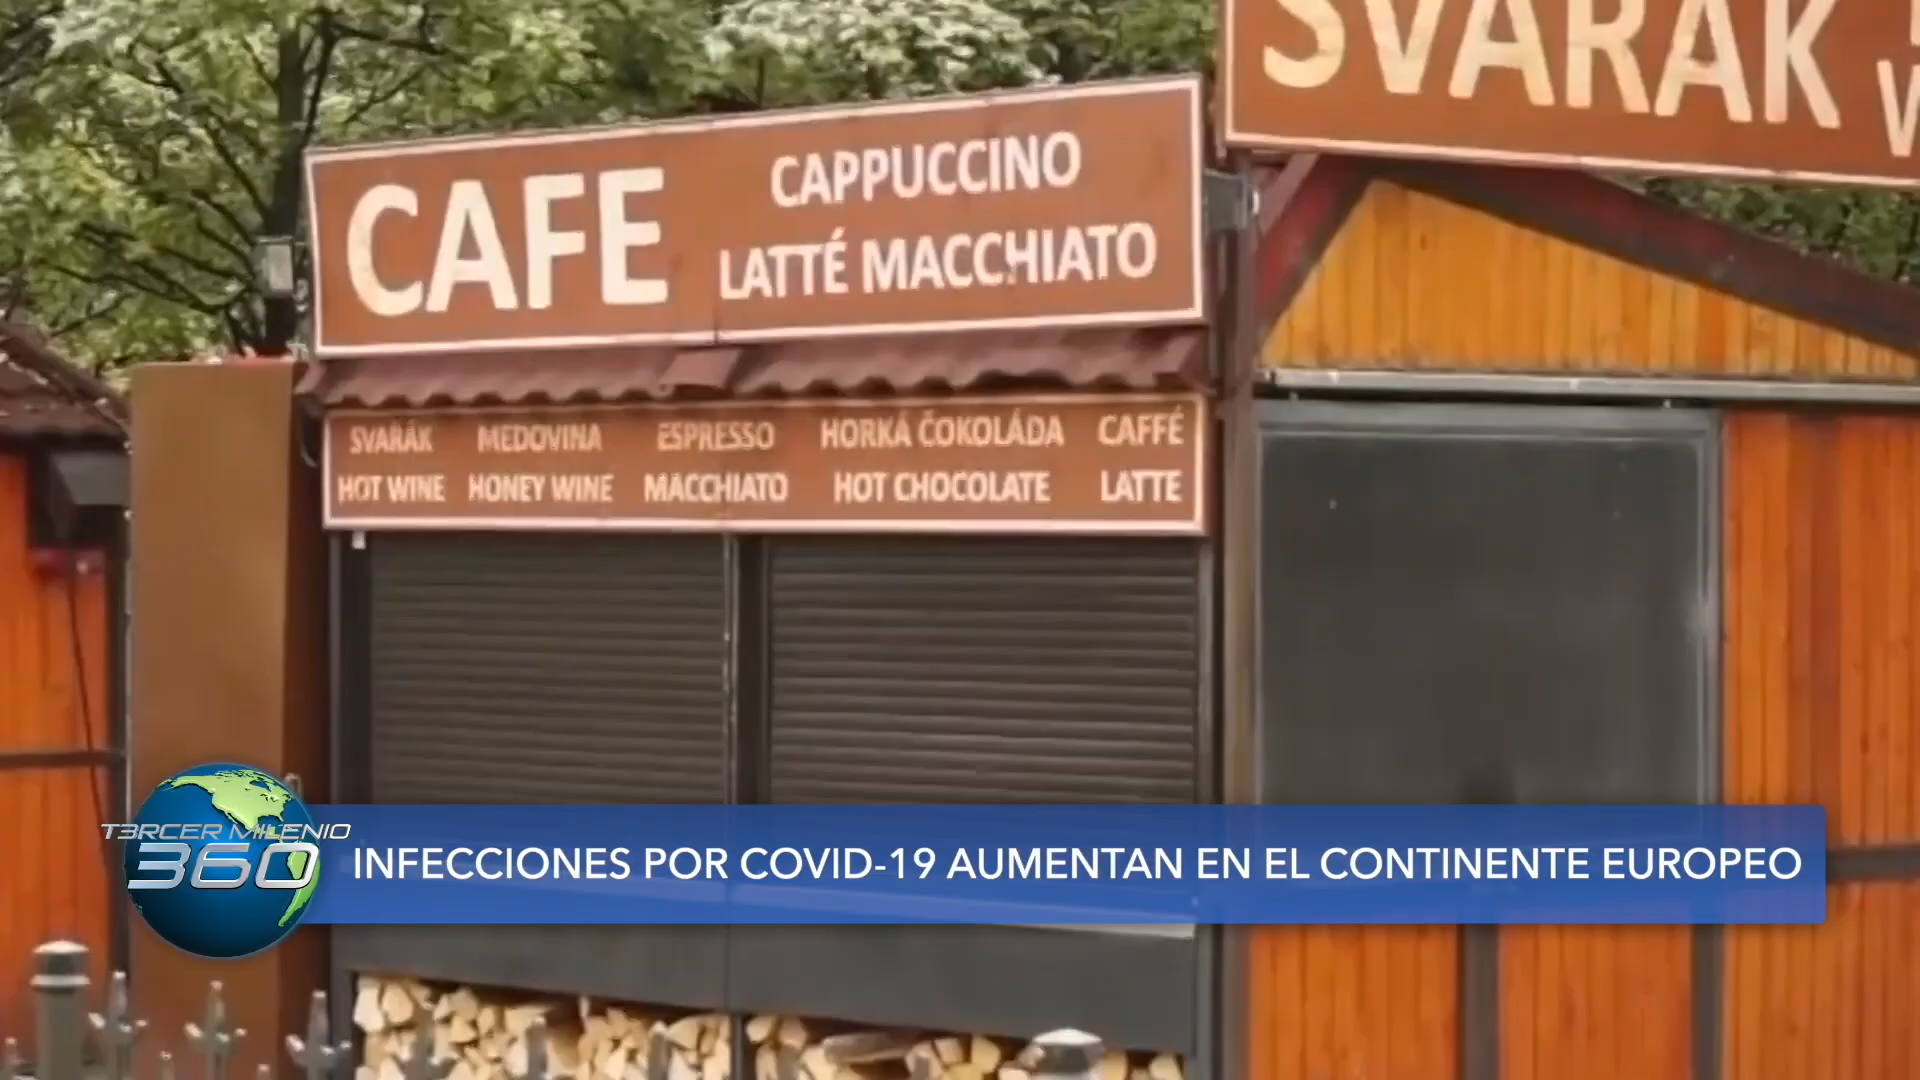 SVAŘÁK
CAFE
CAPPUCCINO
LATTÉ MACCHIATO
SVAŘÁK MEDOVINA ESPRESSO HORKÁ ČOKOLÁDA CAFFÉ
HOT WINE HONEY WINE MACCHIATO HOT CHOCOLATE LATTE
T3RCER MILENIO
360
INFECCIONES POR COVID-19 AUMENTAN EN EL CONTINENTE EUROPEO